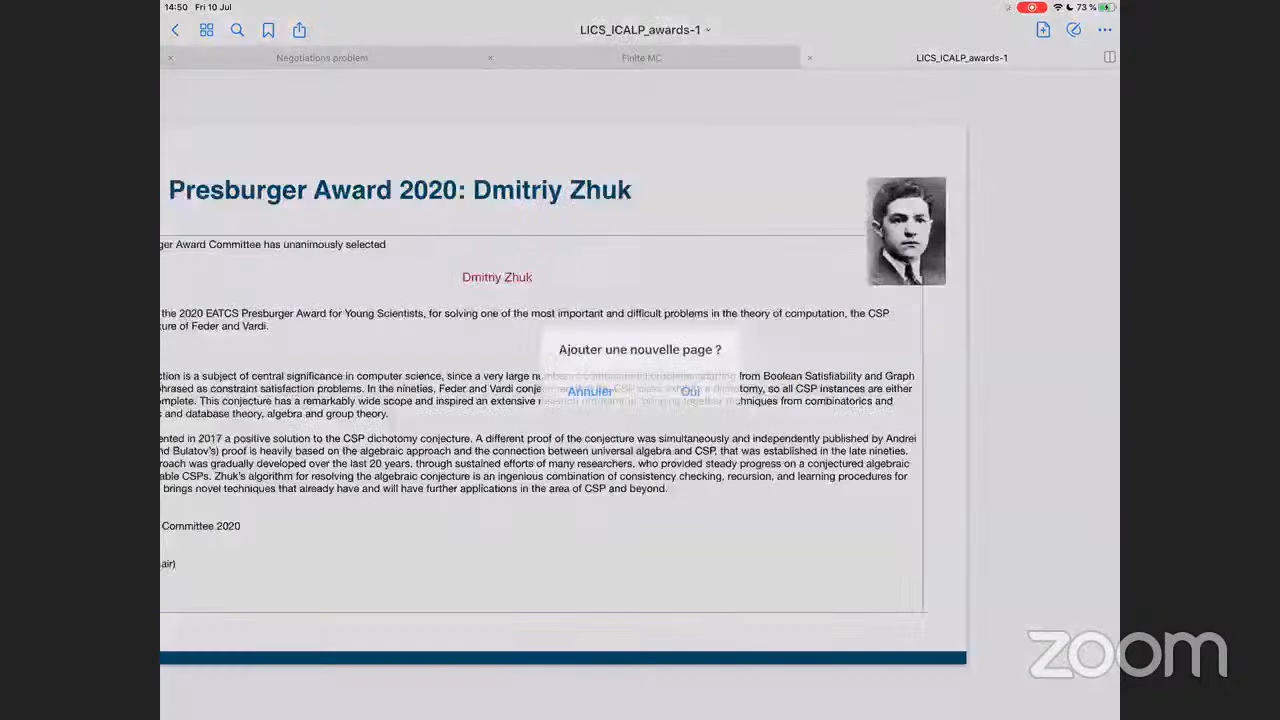 14:50 Fri 10 Jul
73 %
LICS_ICALP_awards-1
Negotiations problem
Finite MC
LICS_ICALP_awards-1
Presburger Award 2020: Dmitriy Zhuk
ger Award Committee has unanimously selected
Dmitriy Zhuk
the 2020 EATCS Presburger Award for Young Scientists, for solving one of the most important and difficult problems in the theory of computation, the CSP
ure of Feder and Vardi.
Ajouter une nouvelle page ?
ction is a subject of central significance in computer science, since a very large from Boolean Satisfiability and Graph
hrased as constraint satisfaction problems. In the nineties, Feder and Vardi so all CSP instances are either
Annuler Oui
omplete. This conjecture has a remarkably wide scope and inspired an extensive techniques from combinatorics and
and database theory, algebra and group theory.
ented in 2017 a positive solution to the CSP dichotomy conjecture. A different proof of the conjecture was simultaneously and independently published by Andrei
nd Bulatov's) proof is heavily based on the algebraic approach and the connection between universal algebra and CSP, that was established in the late nineties.
roach was gradually developed over the last 20 years, through sustained efforts of many researchers, who provided steady progress on a conjectured algebraic
able CSPs. Zhuk's algorithm for resolving the algebraic conjecture is an ingenious combination of consistency checking, recursion, and learning procedures for
brings novel techniques that already have and will have further applications in the area of CSP and beyond.
Committee 2020
air)
zoom